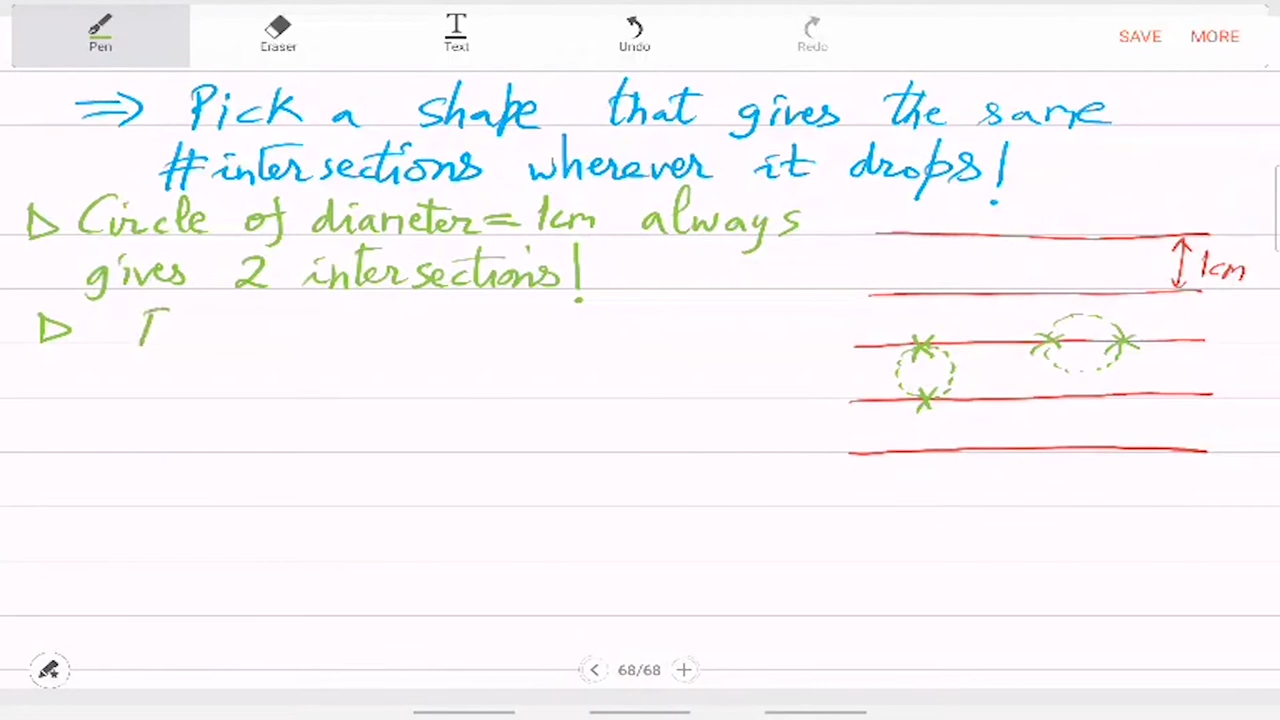 Pen Eraser Text Undo Redo SAVE MORE
⇒ Pick a shape that gives the same
#intersections wherever it drops!
▷ Circle of diameter = 1cm always
gives 2 intersections!
1cm
▷ T
68/68